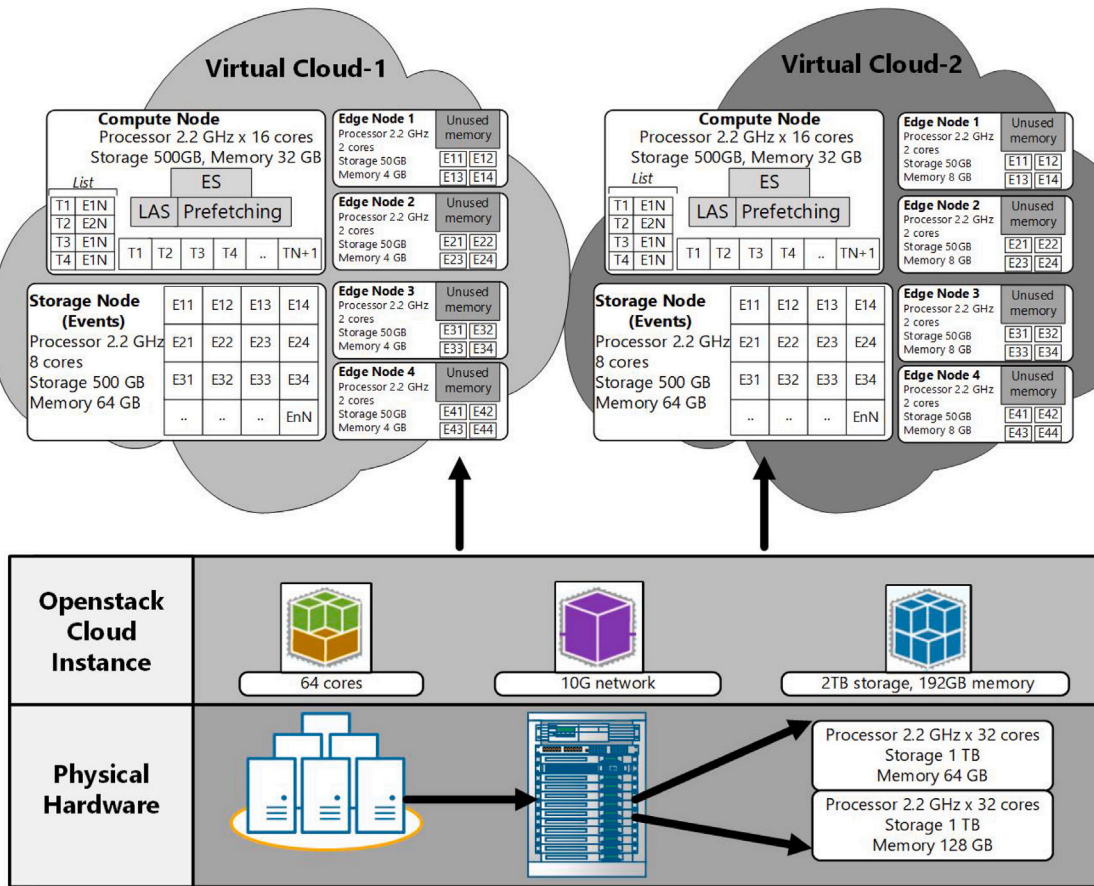 Virtual Cloud-1
Compute Node
Processor 2.2 GHz x 16 cores
Storage 500GB, Memory 32 GB
List
ES
T1 E1N
T2 E2N
T3 E1N
T4 E1N
LAS Prefetching
T1 T2 T3 T4 .. TN+1
Storage Node
(Events)
Processor 2.2 GHz
8 cores
Storage 500 GB
Memory 64 GB
E11 E12 E13 E14
E21 E22 E23 E24
E31 E32 E33 E34
.. .. .. EnN
Edge Node 1
Processor 2.2 GHz
2 cores
Storage 50GB
Memory 4 GB
Unused
memory
E11 E12
E13 E14
Edge Node 2
Processor 2.2 GHz
2 cores
Storage 50GB
Memory 4 GB
Unused
memory
E21 E22
E23 E24
Edge Node 3
Processor 2.2 GHz
2 cores
Storage 50GB
Memory 4 GB
Unused
memory
E31 E32
E33 E34
Edge Node 4
Processor 2.2 GHz
2 cores
Storage 50GB
Memory 4 GB
Unused
memory
E41 E42
E43 E44
Virtual Cloud-2
Compute Node
Processor 2.2 GHz x 16 cores
Storage 500GB, Memory 32 GB
List
ES
T1 E1N
T2 E2N
T3 E1N
T4 E1N
LAS Prefetching
T1 T2 T3 T4 .. TN+1
Storage Node
(Events)
Processor 2.2 GHz
8 cores
Storage 500 GB
Memory 64 GB
E11 E12 E13 E14
E21 E22 E23 E24
E31 E32 E33 E34
.. .. .. EnN
Edge Node 1
Processor 2.2 GHz
2 cores
Storage 50GB
Memory 8 GB
Unused
memory
E11 E12
E13 E14
Edge Node 2
Processor 2.2 GHz
2 cores
Storage 50GB
Memory 8 GB
Unused
memory
E21 E22
E23 E24
Edge Node 3
Processor 2.2 GHz
2 cores
Storage 50GB
Memory 8 GB
Unused
memory
E31 E32
E33 E34
Edge Node 4
Processor 2.2 GHz
2 cores
Storage 50GB
Memory 8 GB
Unused
memory
E41 E42
E43 E44
Openstack
Cloud
Instance
64 cores
10G network
2TB storage, 192GB memory
Physical
Hardware
Processor 2.2 GHz x 32 cores
Storage 1 TB
Memory 64 GB
Processor 2.2 GHz x 32 cores
Storage 1 TB
Memory 128 GB